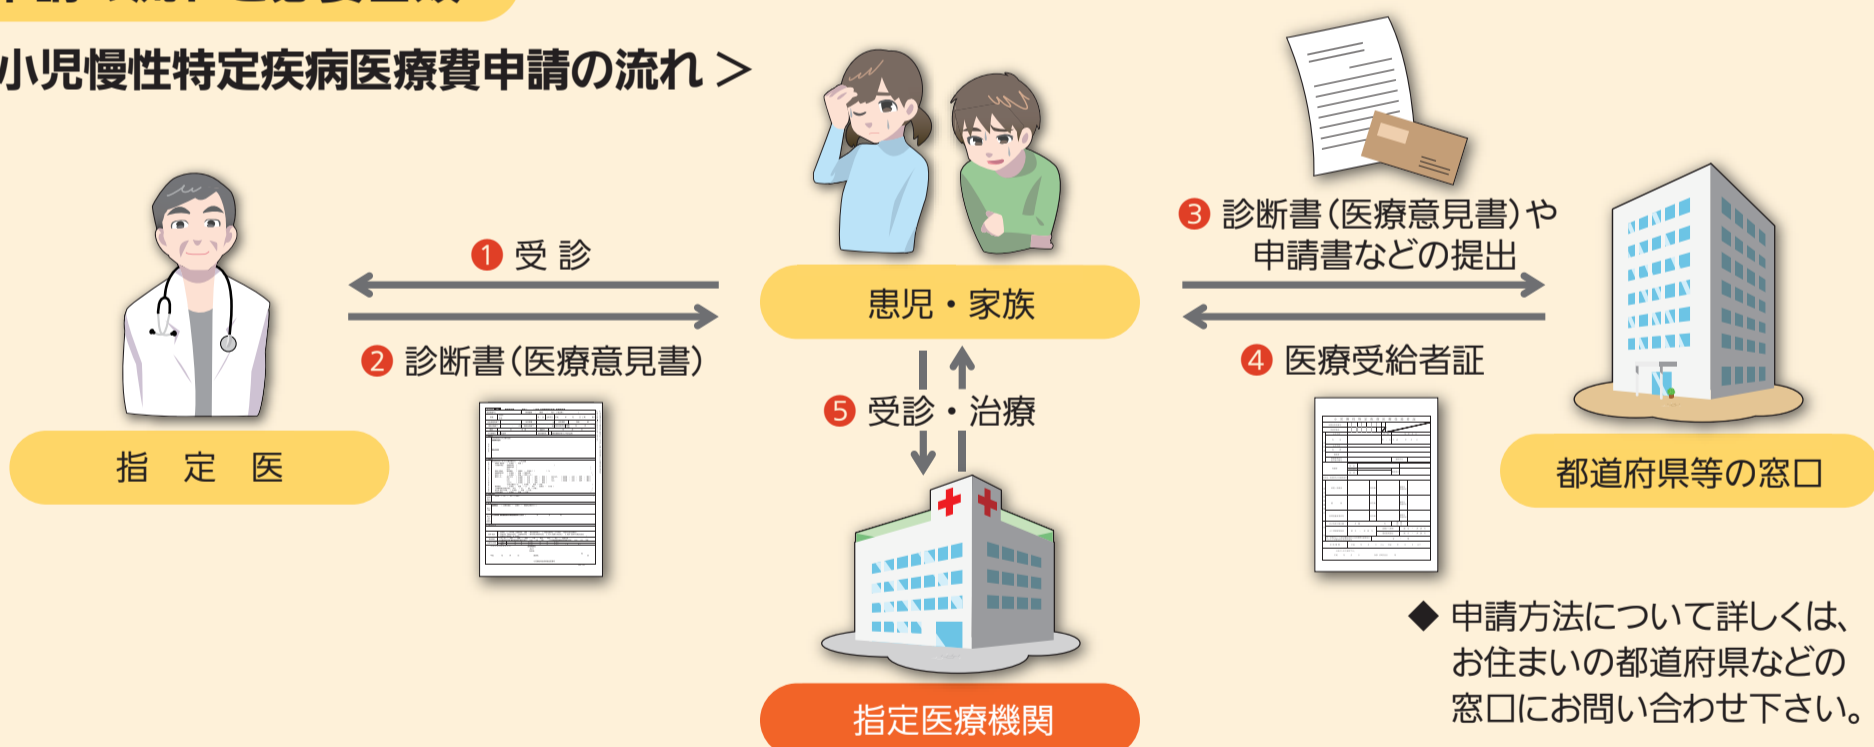 小児慢性特定疾病医療費申請の流れ >
❶ 受 診
❷ 診断書(医療意見書)
指 定 医
患児・家族
❸ 診断書(医療意見書)や
申請書などの提出
❹ 医療受給者証
都道府県等の窓口
❺ 受診・治療
指定医療機関
◆ 申請方法について詳しくは、
お住まいの都道府県などの
窓口にお問い合わせ下さい。